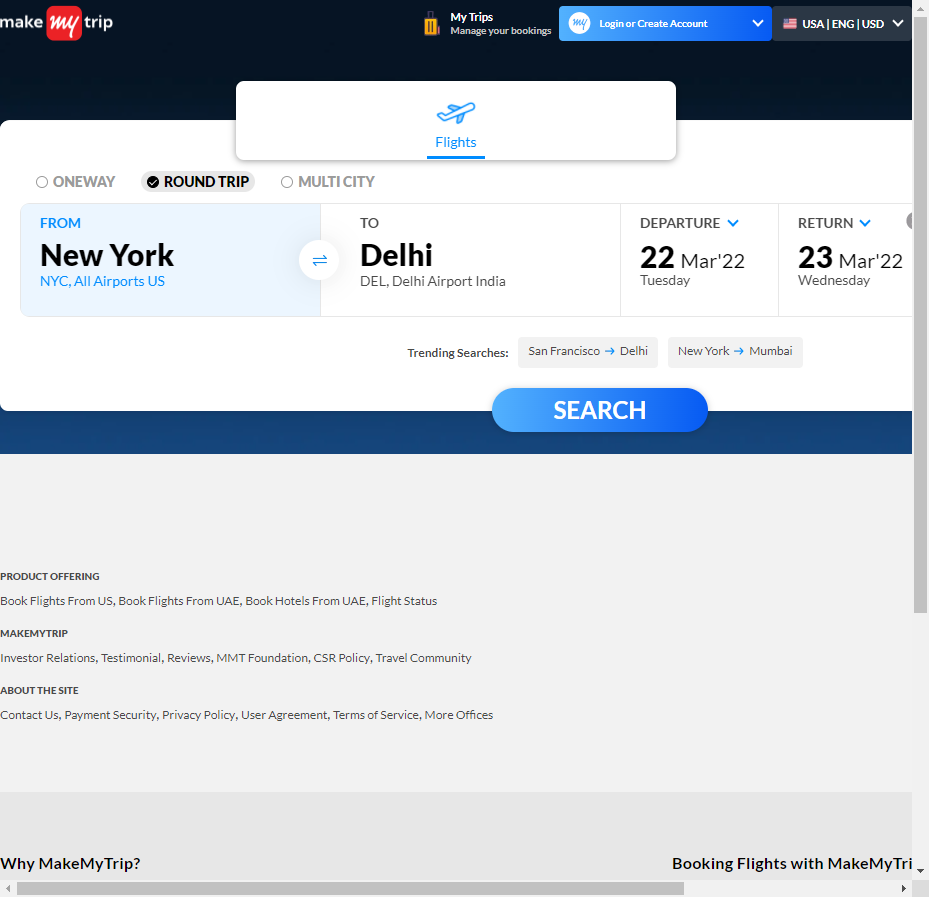 make my trip
My Trips
Manage your bookings
my
Login or Create Account
USA | ENG | USD
Flights
ONEWAY
ROUND TRIP
MULTI CITY
FROM
New York
NYC, All Airports US
TO
Delhi
DEL, Delhi Airport India
DEPARTURE
22 Mar'22
Tuesday
RETURN
23 Mar'22
Wednesday
Trending Searches:
San Francisco → Delhi
New York → Mumbai
SEARCH
PRODUCT OFFERING
Book Flights From US, Book Flights From UAE, Book Hotels From UAE, Flight Status
MAKEMYTRIP
Investor Relations, Testimonial, Reviews, MMT Foundation, CSR Policy, Travel Community
ABOUT THE SITE
Contact Us, Payment Security, Privacy Policy, User Agreement, Terms of Service, More Offices
Why MakeMyTrip?
Booking Flights with MakeMyTri